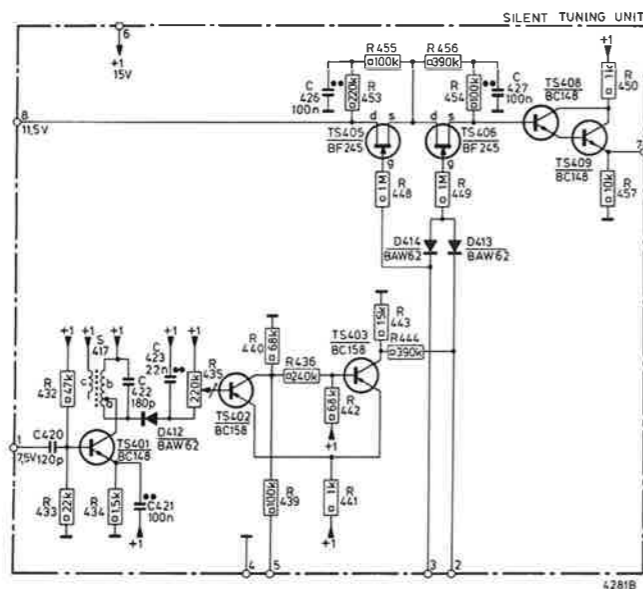 SILENT TUNING UNIT
6
+1
15V
R455
100k
R456
390k
+1
1k
R
450
C
426
100n
220k
R
453
R
454
100k
C
427
100n
TS408
BC148
8
11,5V
d
s
d
s
TS405
BF245
TS406
BF245
g
g
TS409
BC148
7
1M
R
448
1M
R
449
10k
R
457
D414
BAW62
D413
BAW62
+1
+1
+1
+1
+1
S
417
C
423
22n
R
440
68k
TS403
BC158
15k
R
443
R444
390k
R
432
47k
c
b
a
C
422
180p
220k
R
435
R436
240k
TS402
BC158
68k
R
442
+1
D412
BAW62
1
7,5V
C420
120p
TS401
BC148
R
433
22k
R
434
1,5k
C421
100n
+1
100k
R
439
1k
R
441
+1
4
5
3
2
4281B